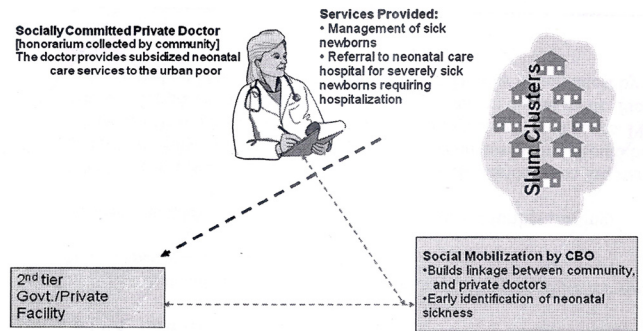 Socially Committed Private Doctor
[honorarium collected by community]
The doctor provides subsidized neonatal
care services to the urban poor
Services Provided:
• Management of sick
newborns
• Referral to neonatal care
hospital for severely sick
newborns requiring
hospitalization
Slum Clusters
2nd tier
Govt./Private
Facility
Social Mobilization by CBO
•Builds linkage between community,
and private doctors
•Early identification of neonatal
sickness